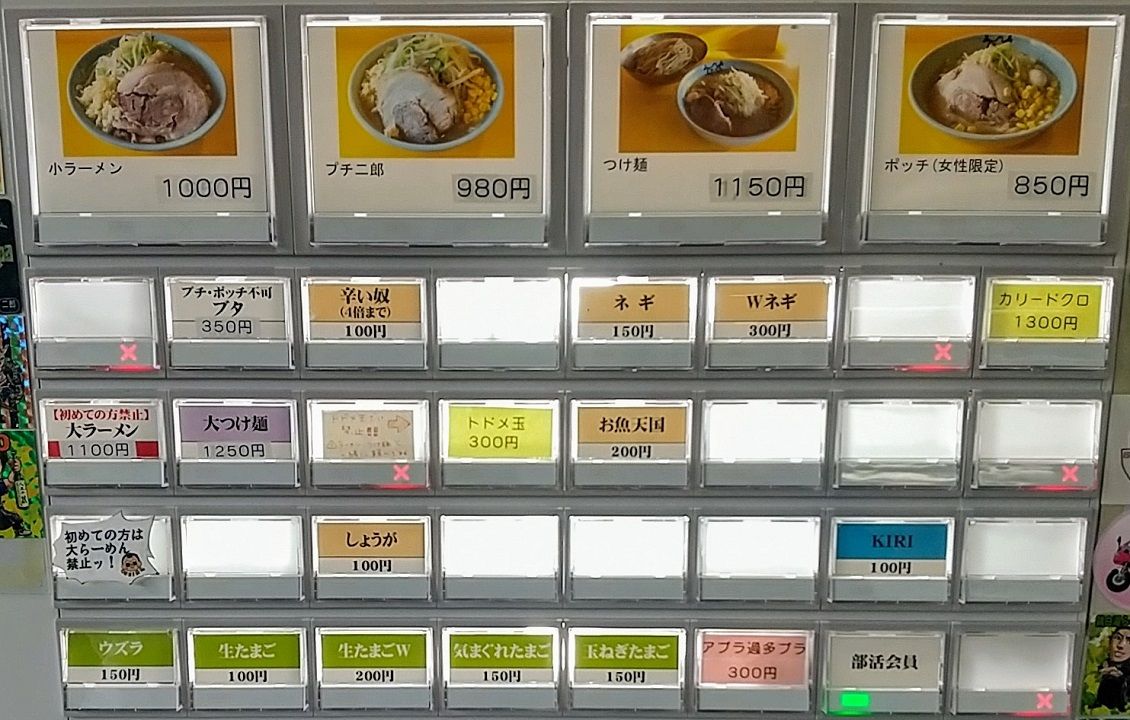 小ラーメン
1000円
プチ二郎
980円
つけ麺
1150円
ポッチ(女性限定)
850円
プチ・ポッチ不可
ブタ
350円
辛い奴
(4倍まで)
100円
ネギ
150円
Wネギ
300円
カリードクロ
1300円
【初めての方禁止】
大ラーメン
1100円
大つけ麺
1250円
トドメ玉
300円
お魚天国
200円
初めての方は
大らーめん
禁止ッ!
しょうが
100円
KIRI
100円
ウズラ
150円
生たまご
100円
生たまごW
200円
気まぐれたまご
150円
玉ねぎたまご
150円
アブラ過多ブラ
300円
部活会員